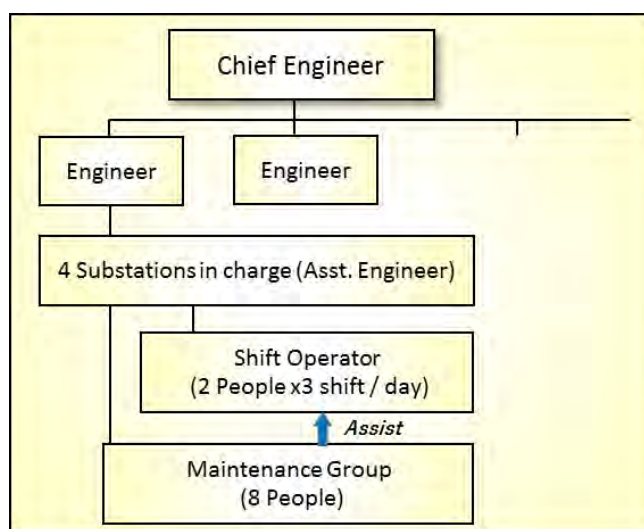 Chief Engineer
Engineer
Engineer
4 Substations in charge (Asst. Engineer)
Shift Operator
(2 People x3 shift / day)
Assist
Maintenance Group
(8 People)